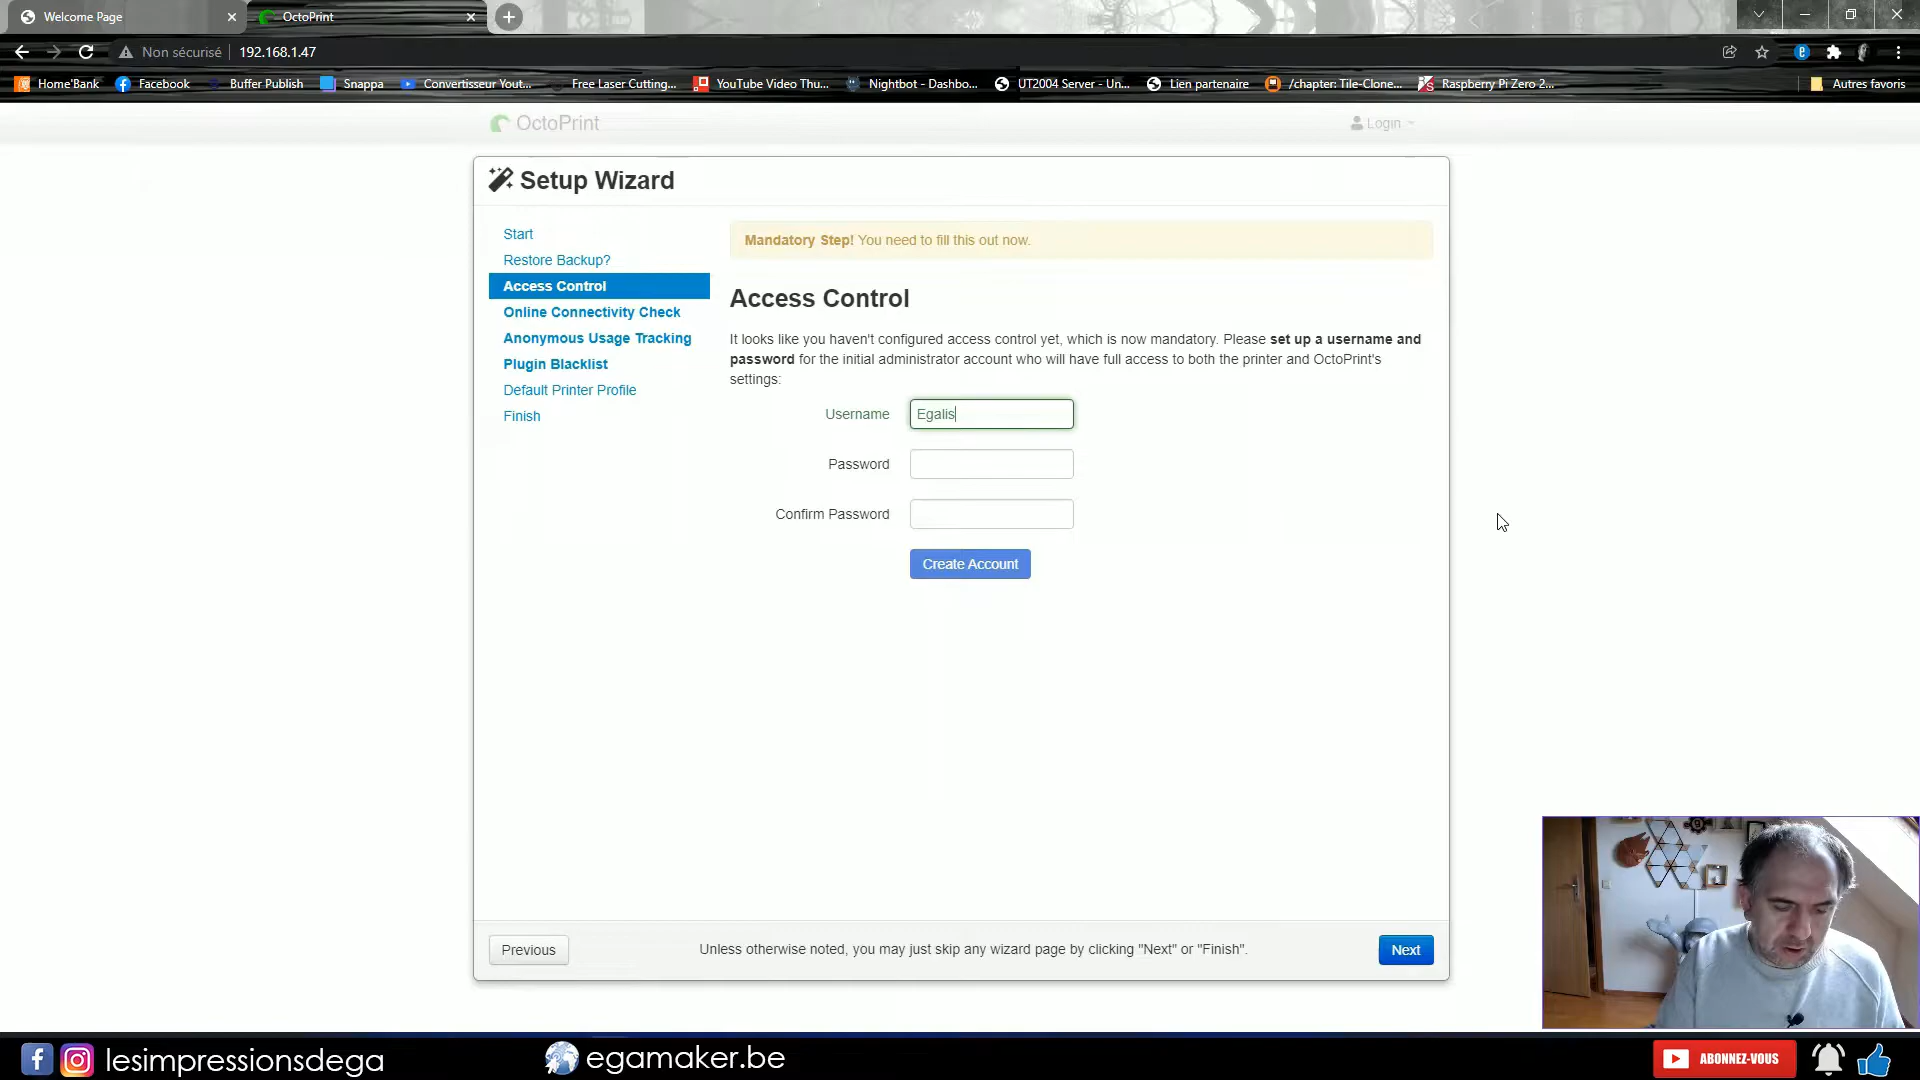 Welcome Page
OctoPrint
Non sécurisé
192.168.1.47
Home'Bank
Facebook
Buffer Publish
Snappa
Convertisseur Yout...
Free Laser Cutting...
YouTube Video Thu...
Nightbot - Dashbo...
UT2004 Server - Un...
Lien partenaire
/chapter: Tile-Clone...
Raspberry Pi Zero 2...
Autres favoris
OctoPrint
Login
Setup Wizard
Start
Restore Backup?
Access Control
Online Connectivity Check
Anonymous Usage Tracking
Plugin Blacklist
Default Printer Profile
Finish
Mandatory Step! You need to fill this out now.
Access Control
It looks like you haven't configured access control yet, which is now mandatory. Please set up a username and
password for the initial administrator account who will have full access to both the printer and OctoPrint's
settings:
Username
Egalis
Password
Confirm Password
Create Account
Previous
Unless otherwise noted, you may just skip any wizard page by clicking "Next" or "Finish".
Next
lesimpressionsdega
egamaker.be
ABONNEZ-VOUS